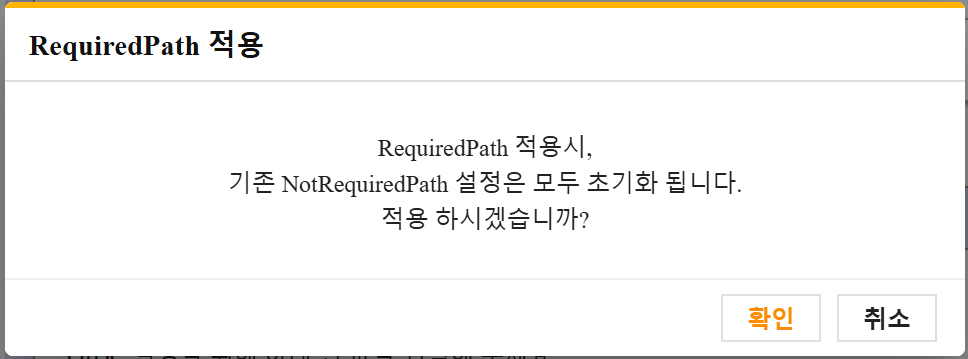 RequiredPath 적용
RequiredPath 적용시,
기존 NotRequiredPath 설정은 모두 초기화 됩니다.
적용 하시겠습니까?
확인
취소